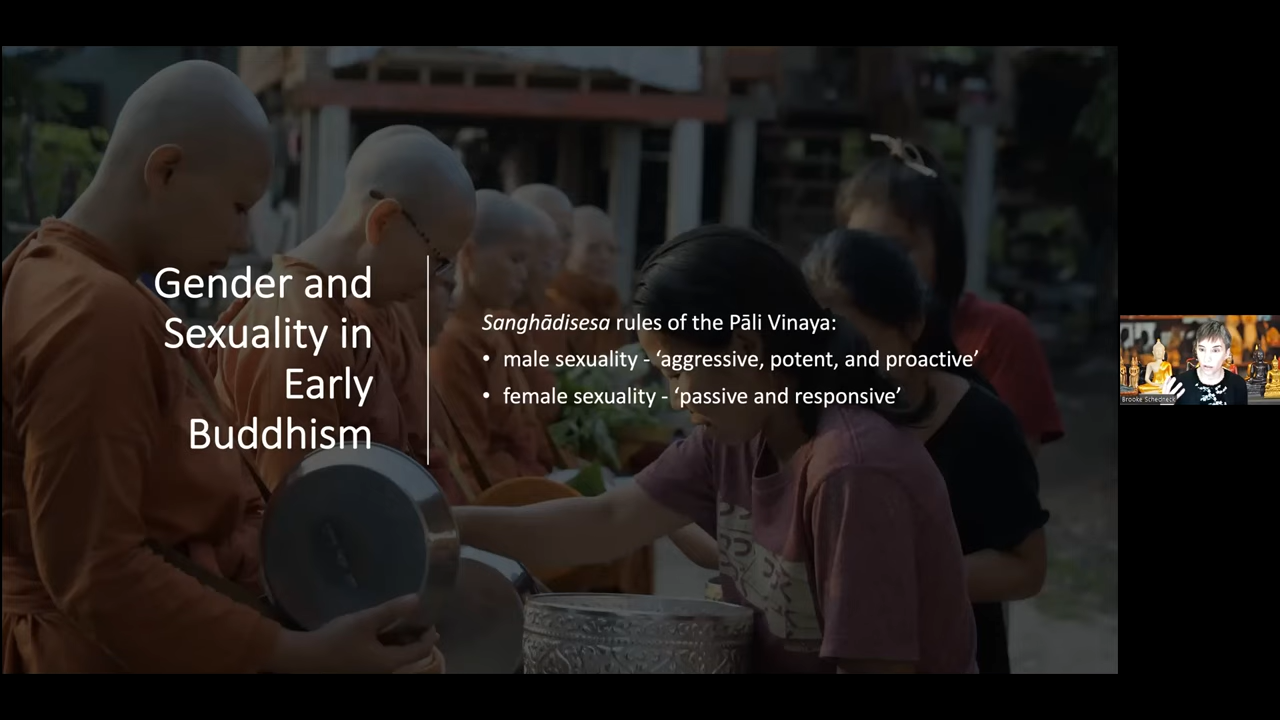 Gender and
Sexuality in
Early
Buddhism
Sanghādisesa rules of the Pāli Vinaya:
• male sexuality - ‘aggressive, potent, and proactive’
• female sexuality - ‘passive and responsive’
Brooke Schedneck